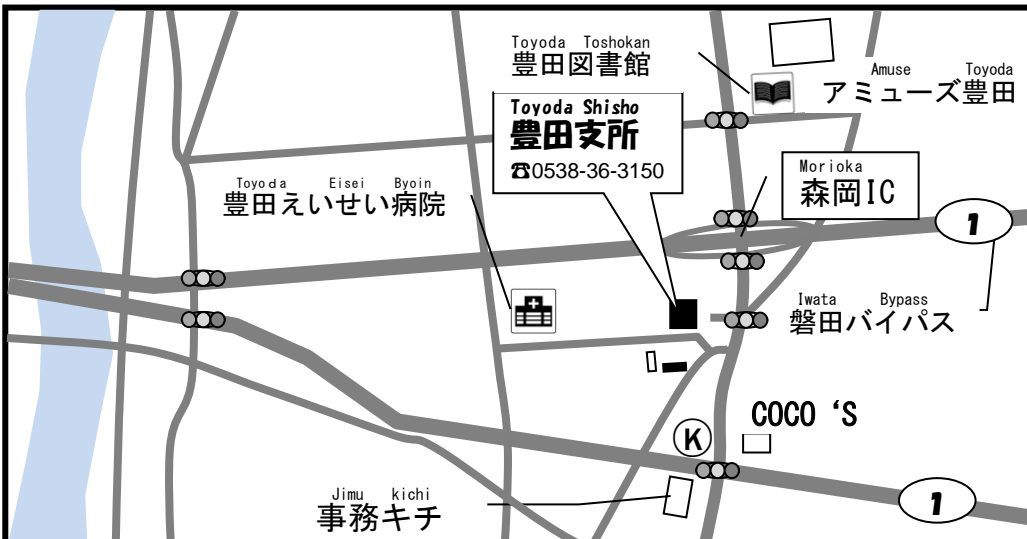 Toyoda Toshokan
豊田図書館
Amuse Toyoda
アミューズ豊田
Toyoda Shisho
豊田支所
☎0538-36-3150
Morioka
森岡IC
Toyoda Eisei Byoin
豊田えいせい病院
1
Iwata Bypass
磐田バイパス
COCO ‘S
K
Jimu kichi
事務キチ
1